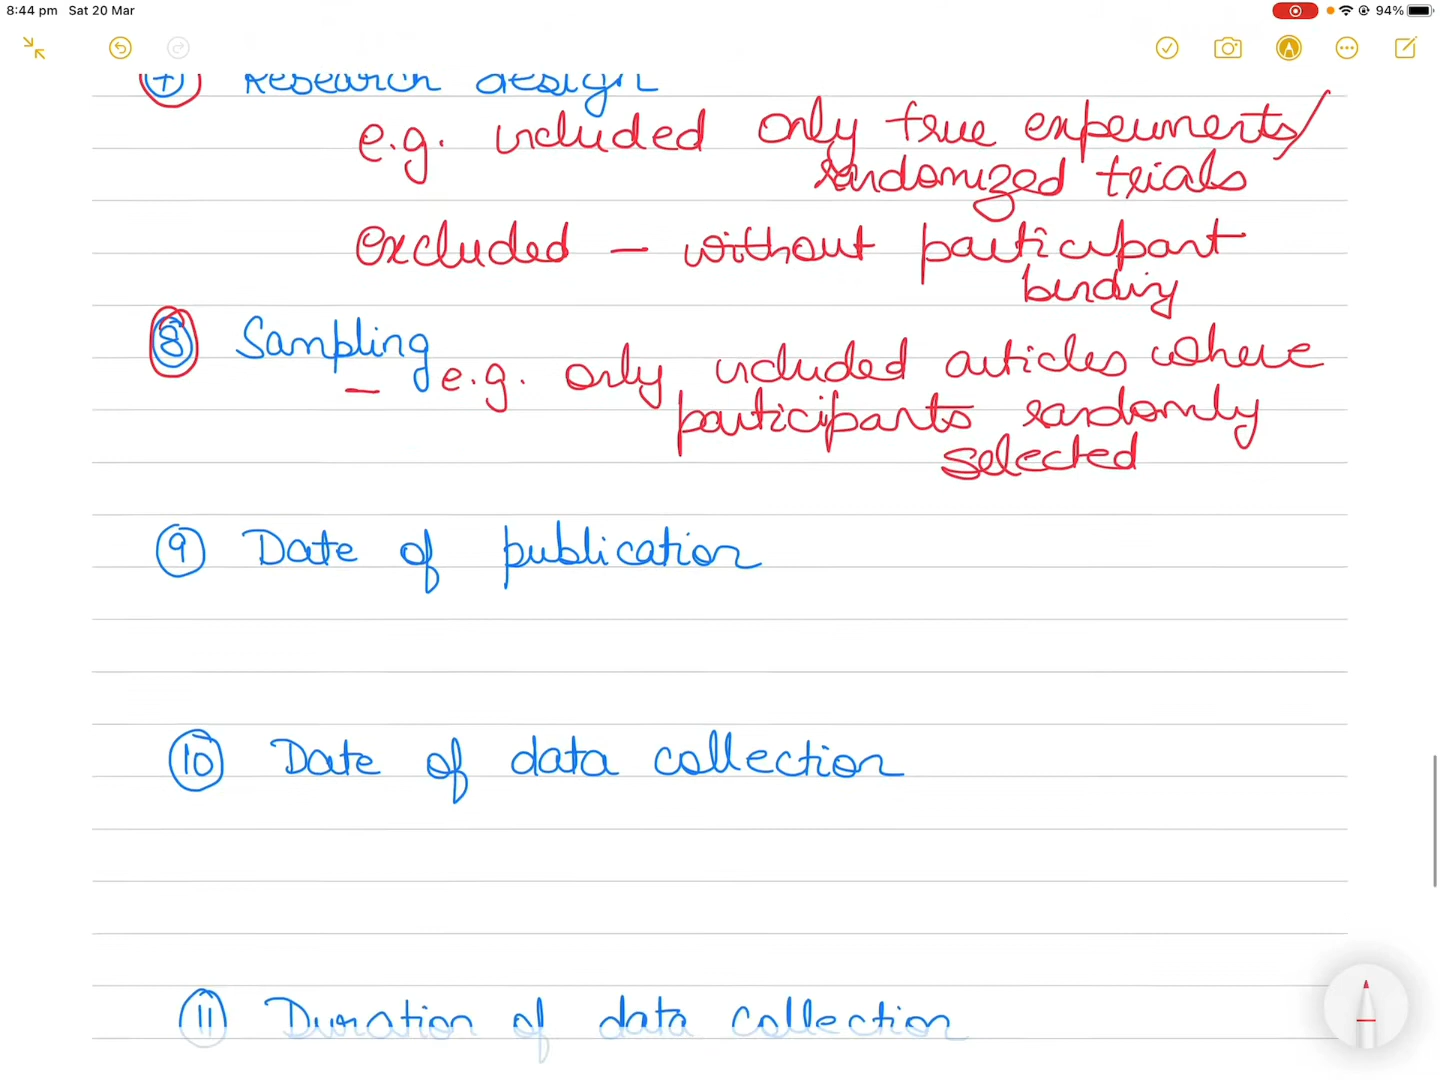 8:44 pm Sat 20 Mar
94%
7 Research design
e.g. included only true experiments/
randomized trials
excluded - without participant
binding
8 Sampling
- e.g. only included articles where
participants randomly
selected
9 Date of publication
10 Date of data collection
11 Duration of data collection